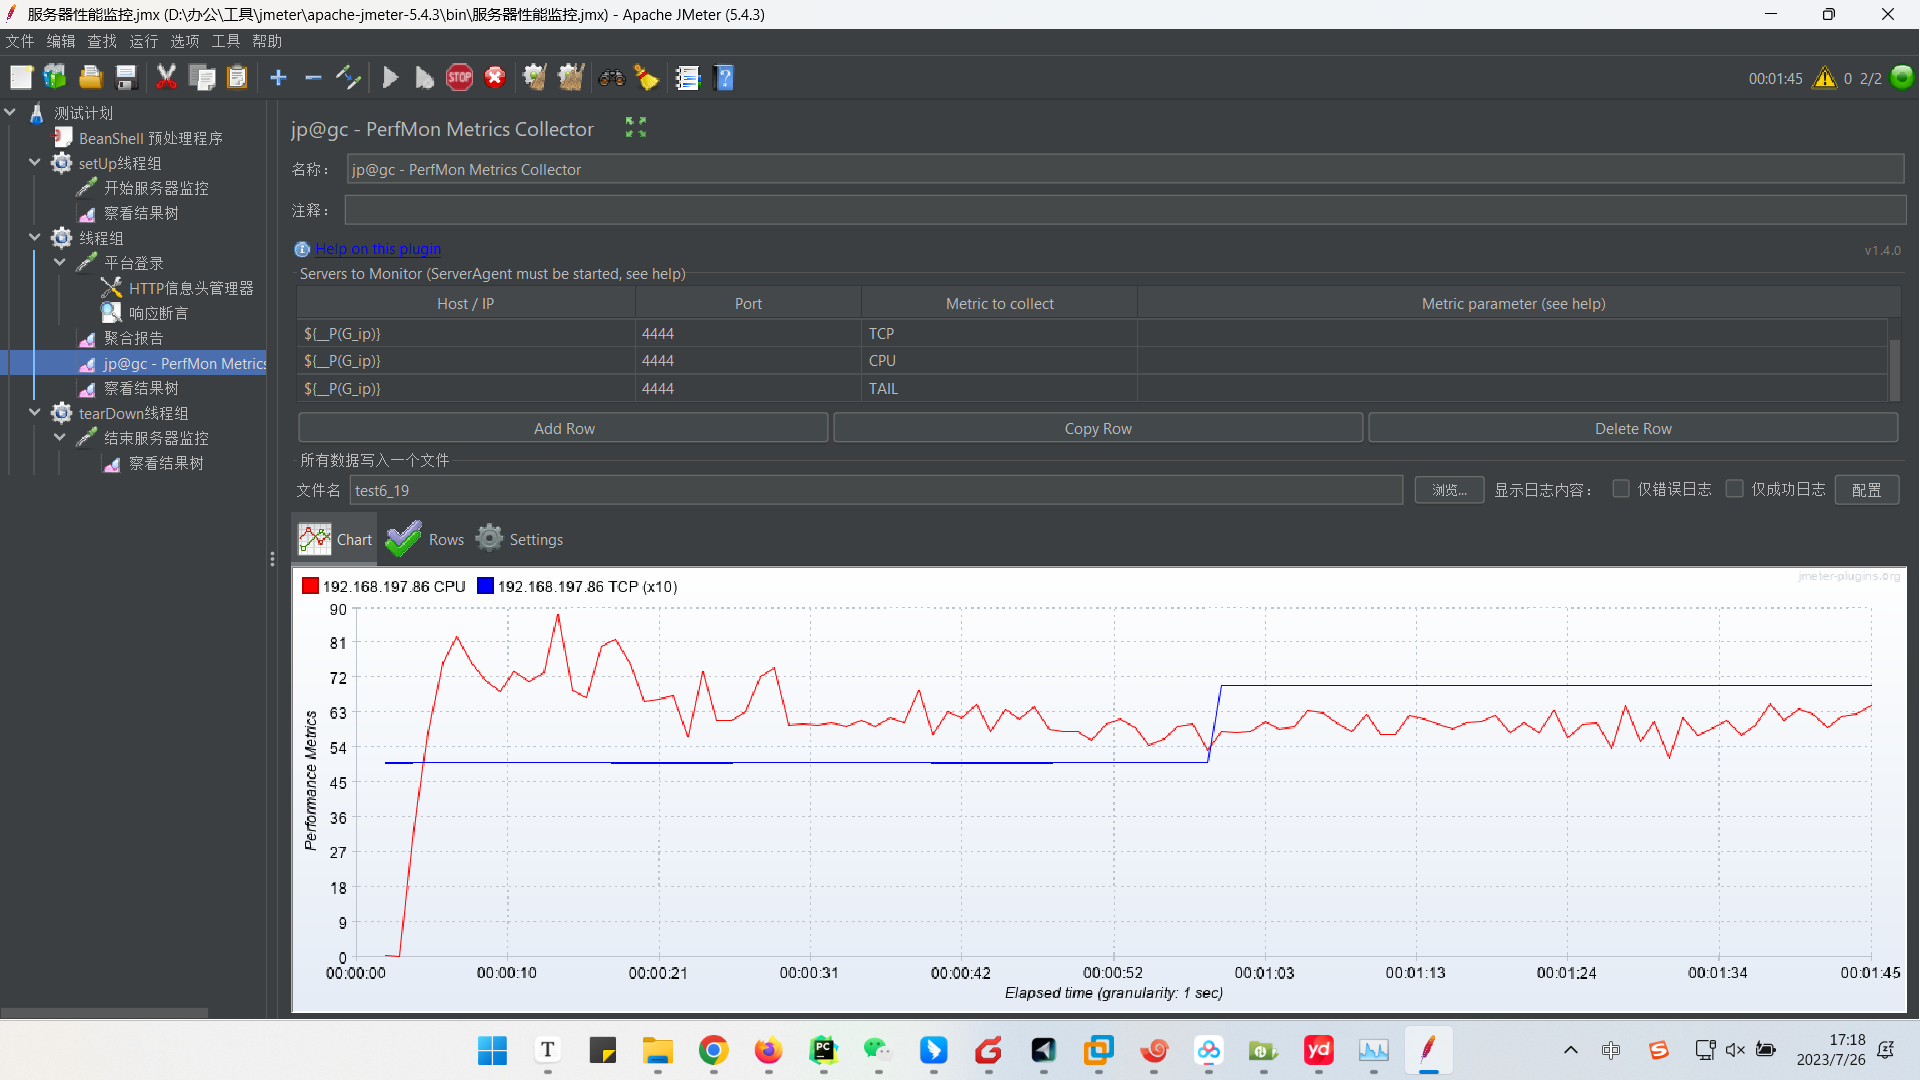 服务器性能监控.jmx (D:\办公\工具\jmeter\apache-jmeter-5.4.3\bin\服务器性能监控.jmx) - Apache JMeter (5.4.3)
文件 编辑 查找 运行 选项 工具 帮助
STOP
00:01:45 0 2/2
测试计划
BeanShell 预处理程序
setUp线程组
开始服务器监控
察看结果树
线程组
平台登录
HTTP信息头管理器
响应断言
聚合报告
jp@gc - PerfMon Metrics
察看结果树
tearDown线程组
结束服务器监控
察看结果树
jp@gc - PerfMon Metrics Collector
名称： jp@gc - PerfMon Metrics Collector
注释：
Help on this plugin
v1.4.0
Servers to Monitor (ServerAgent must be started, see help)
Host / IP Port Metric to collect Metric parameter (see help)
${__P(G_ip)} 4444 TCP
${__P(G_ip)} 4444 CPU
${__P(G_ip)} 4444 TAIL
Add Row Copy Row Delete Row
所有数据写入一个文件
文件名 test6_19 浏览... 显示日志内容： 仅错误日志 仅成功日志 配置
Chart Rows Settings
192.168.197.86 CPU 192.168.197.86 TCP (x10)
jmeter-plugins.org
90
81
72
63
54
45
36
27
18
9
0
Performance Metrics
00:00:00 00:00:10 00:00:21 00:00:31 00:00:42 00:00:52 00:01:03 00:01:13 00:01:24 00:01:34 00:01:45
Elapsed time (granularity: 1 sec)
T PC yd 中 S
17:18
2023/7/26